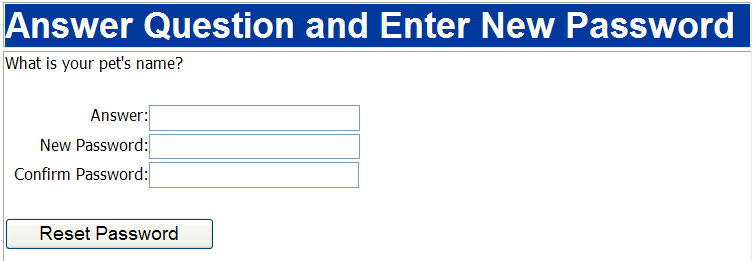 Answer Question and Enter New Password
What is your pet's name?
Answer:
New Password:
Confirm Password:
Reset Password